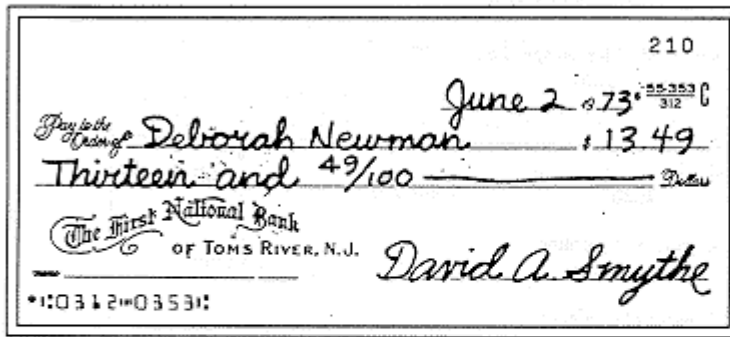 210
June 2 1973 55-353/312 C
Pay to the Order of Deborah Newman $ 13.49
Thirteen and 49/100 Dollars
The First National Bank
OF TOMS RIVER, N.J.
David A. Smythe
0312 0353